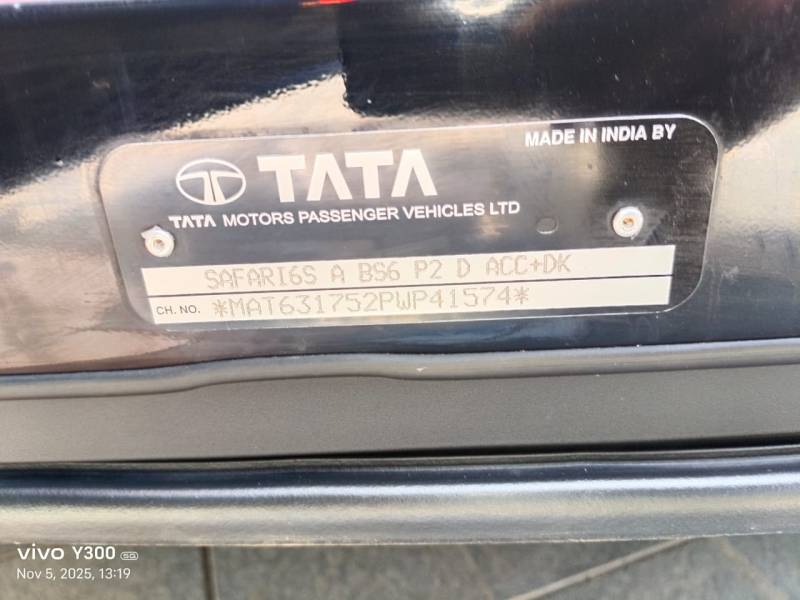 MADE IN INDIA BY
TATA
TATA MOTORS PASSENGER VEHICLES LTD
SAFARI6S A BS6 P2 D ACC+DK
CH. NO. *MAT631752PWP41574*
vivo Y300 5G
Nov 5, 2025, 13:19